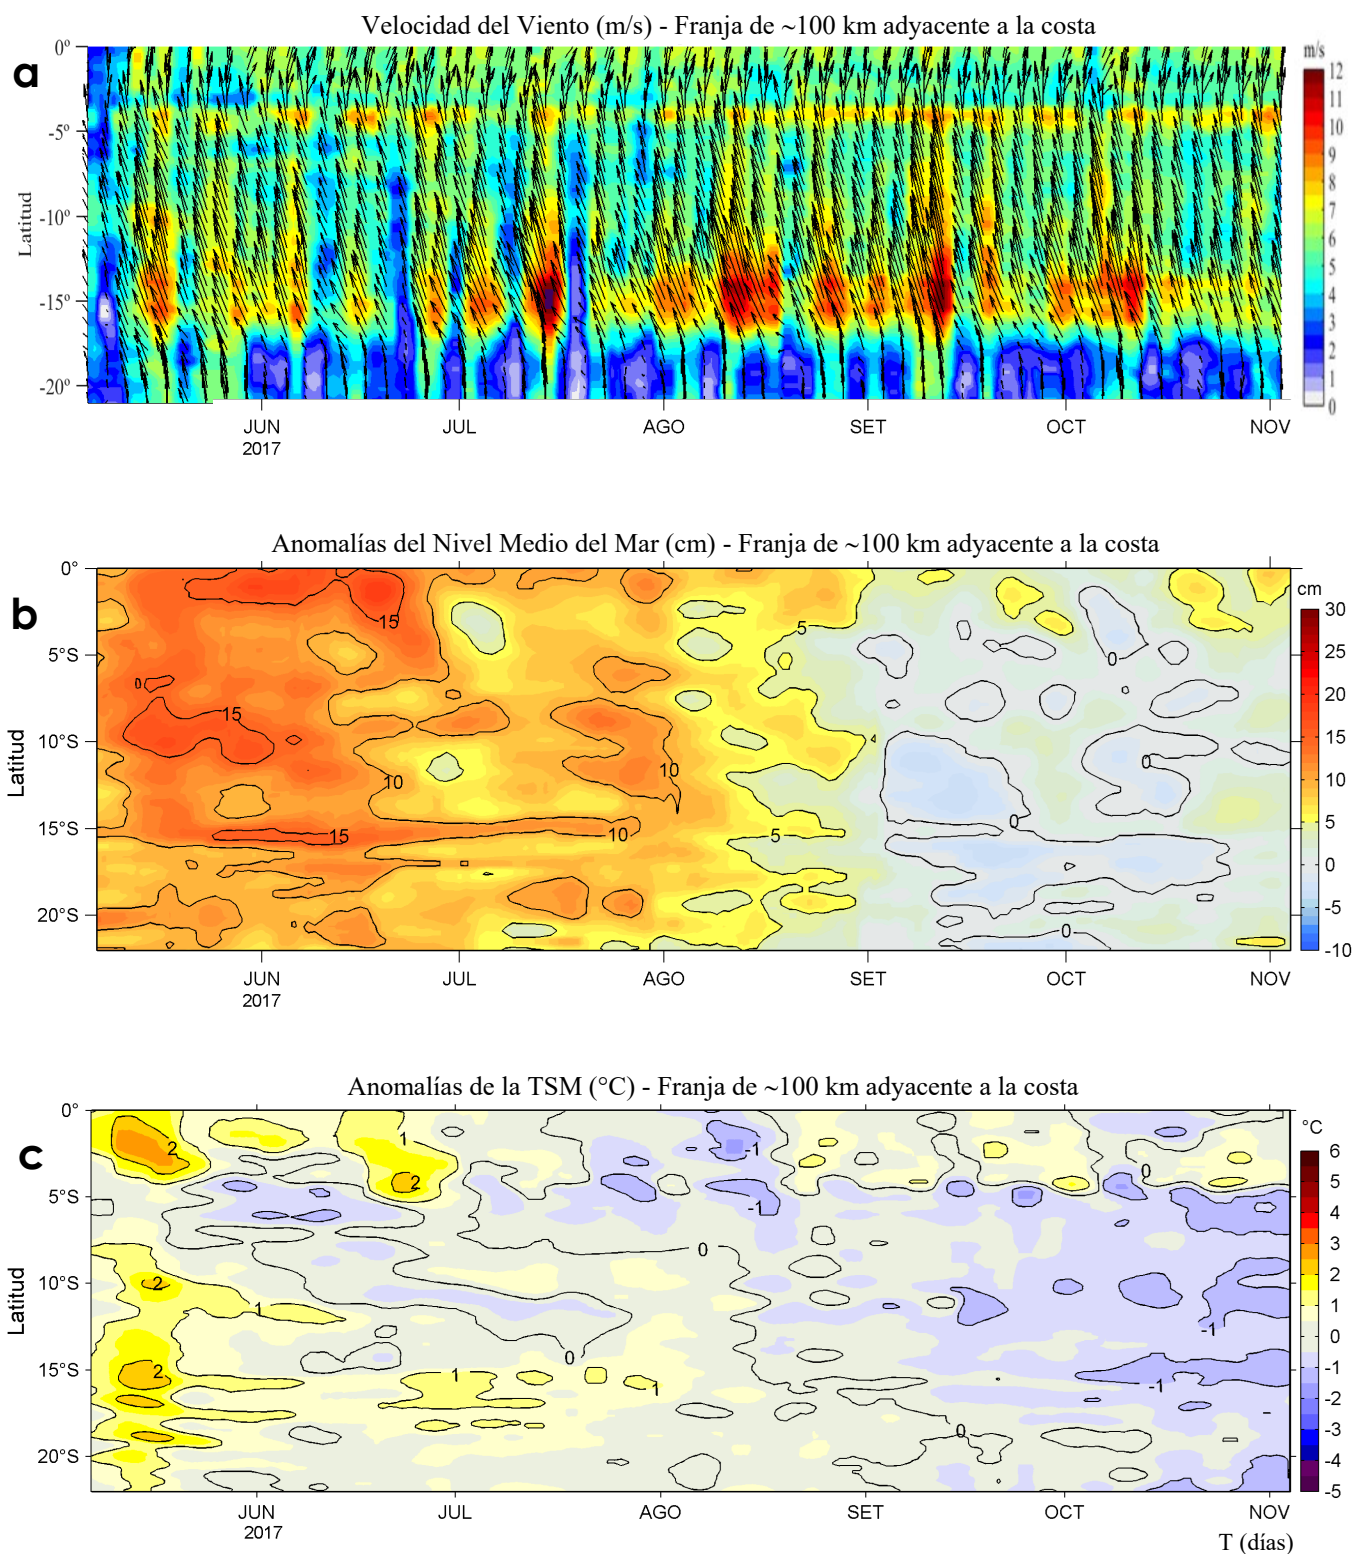 Velocidad del Viento (m/s) - Franja de ~100 km adyacente a la costa
a
Latitud
0º
-5º
-10º
-15º
-20º
JUN
2017
JUL
AGO
SET
OCT
NOV
m/s
12
11
10
9
8
7
6
5
4
3
2
1
0
Anomalías del Nivel Medio del Mar (cm) - Franja de ~100 km adyacente a la costa
b
Latitud
0°
5°S
10°S
15°S
20°S
15
0
15
10
15
10
10
5
5
4
0
0
0
0
JUN
2017
JUL
AGO
SET
OCT
NOV
cm
30
25
20
15
10
5
0
-5
-10
Anomalías de la TSM (°C) - Franja de ~100 km adyacente a la costa
c
Latitud
0°
5°S
10°S
15°S
20°S
2
1
2
2
1
2
1
0
0
1
-1
-1
0
0
-1
-1
JUN
2017
JUL
AGO
SET
OCT
NOV
°C
6
5
4
3
2
1
0
-1
-2
-3
-4
-5
T (días)